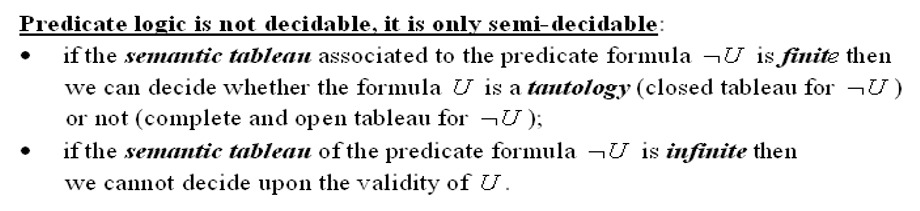 Predicate logic is not decidable, it is only semi-decidable:
• if the semantic tableau associated to the predicate formula ¬U is finite then
we can decide whether the formula U is a tautology (closed tableau for ¬U )
or not (complete and open tableau for ¬U );
• if the semantic tableau of the predicate formula ¬U is infinite then
we cannot decide upon the validity of U .